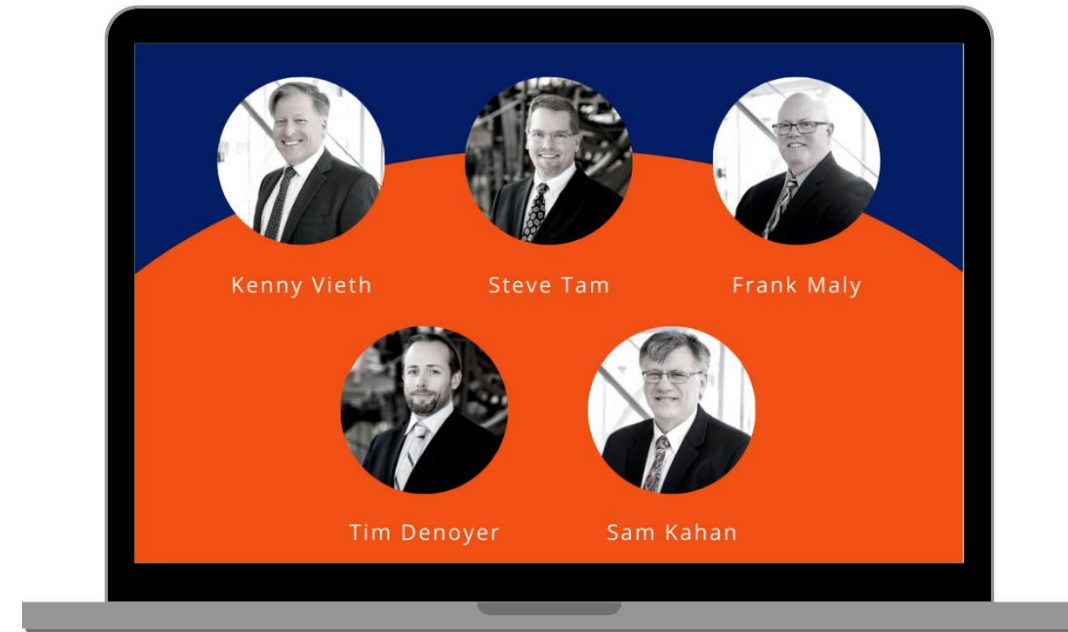 Kenny Vieth
Steve Tam
Frank Maly
Tim Denoyer
Sam Kahan